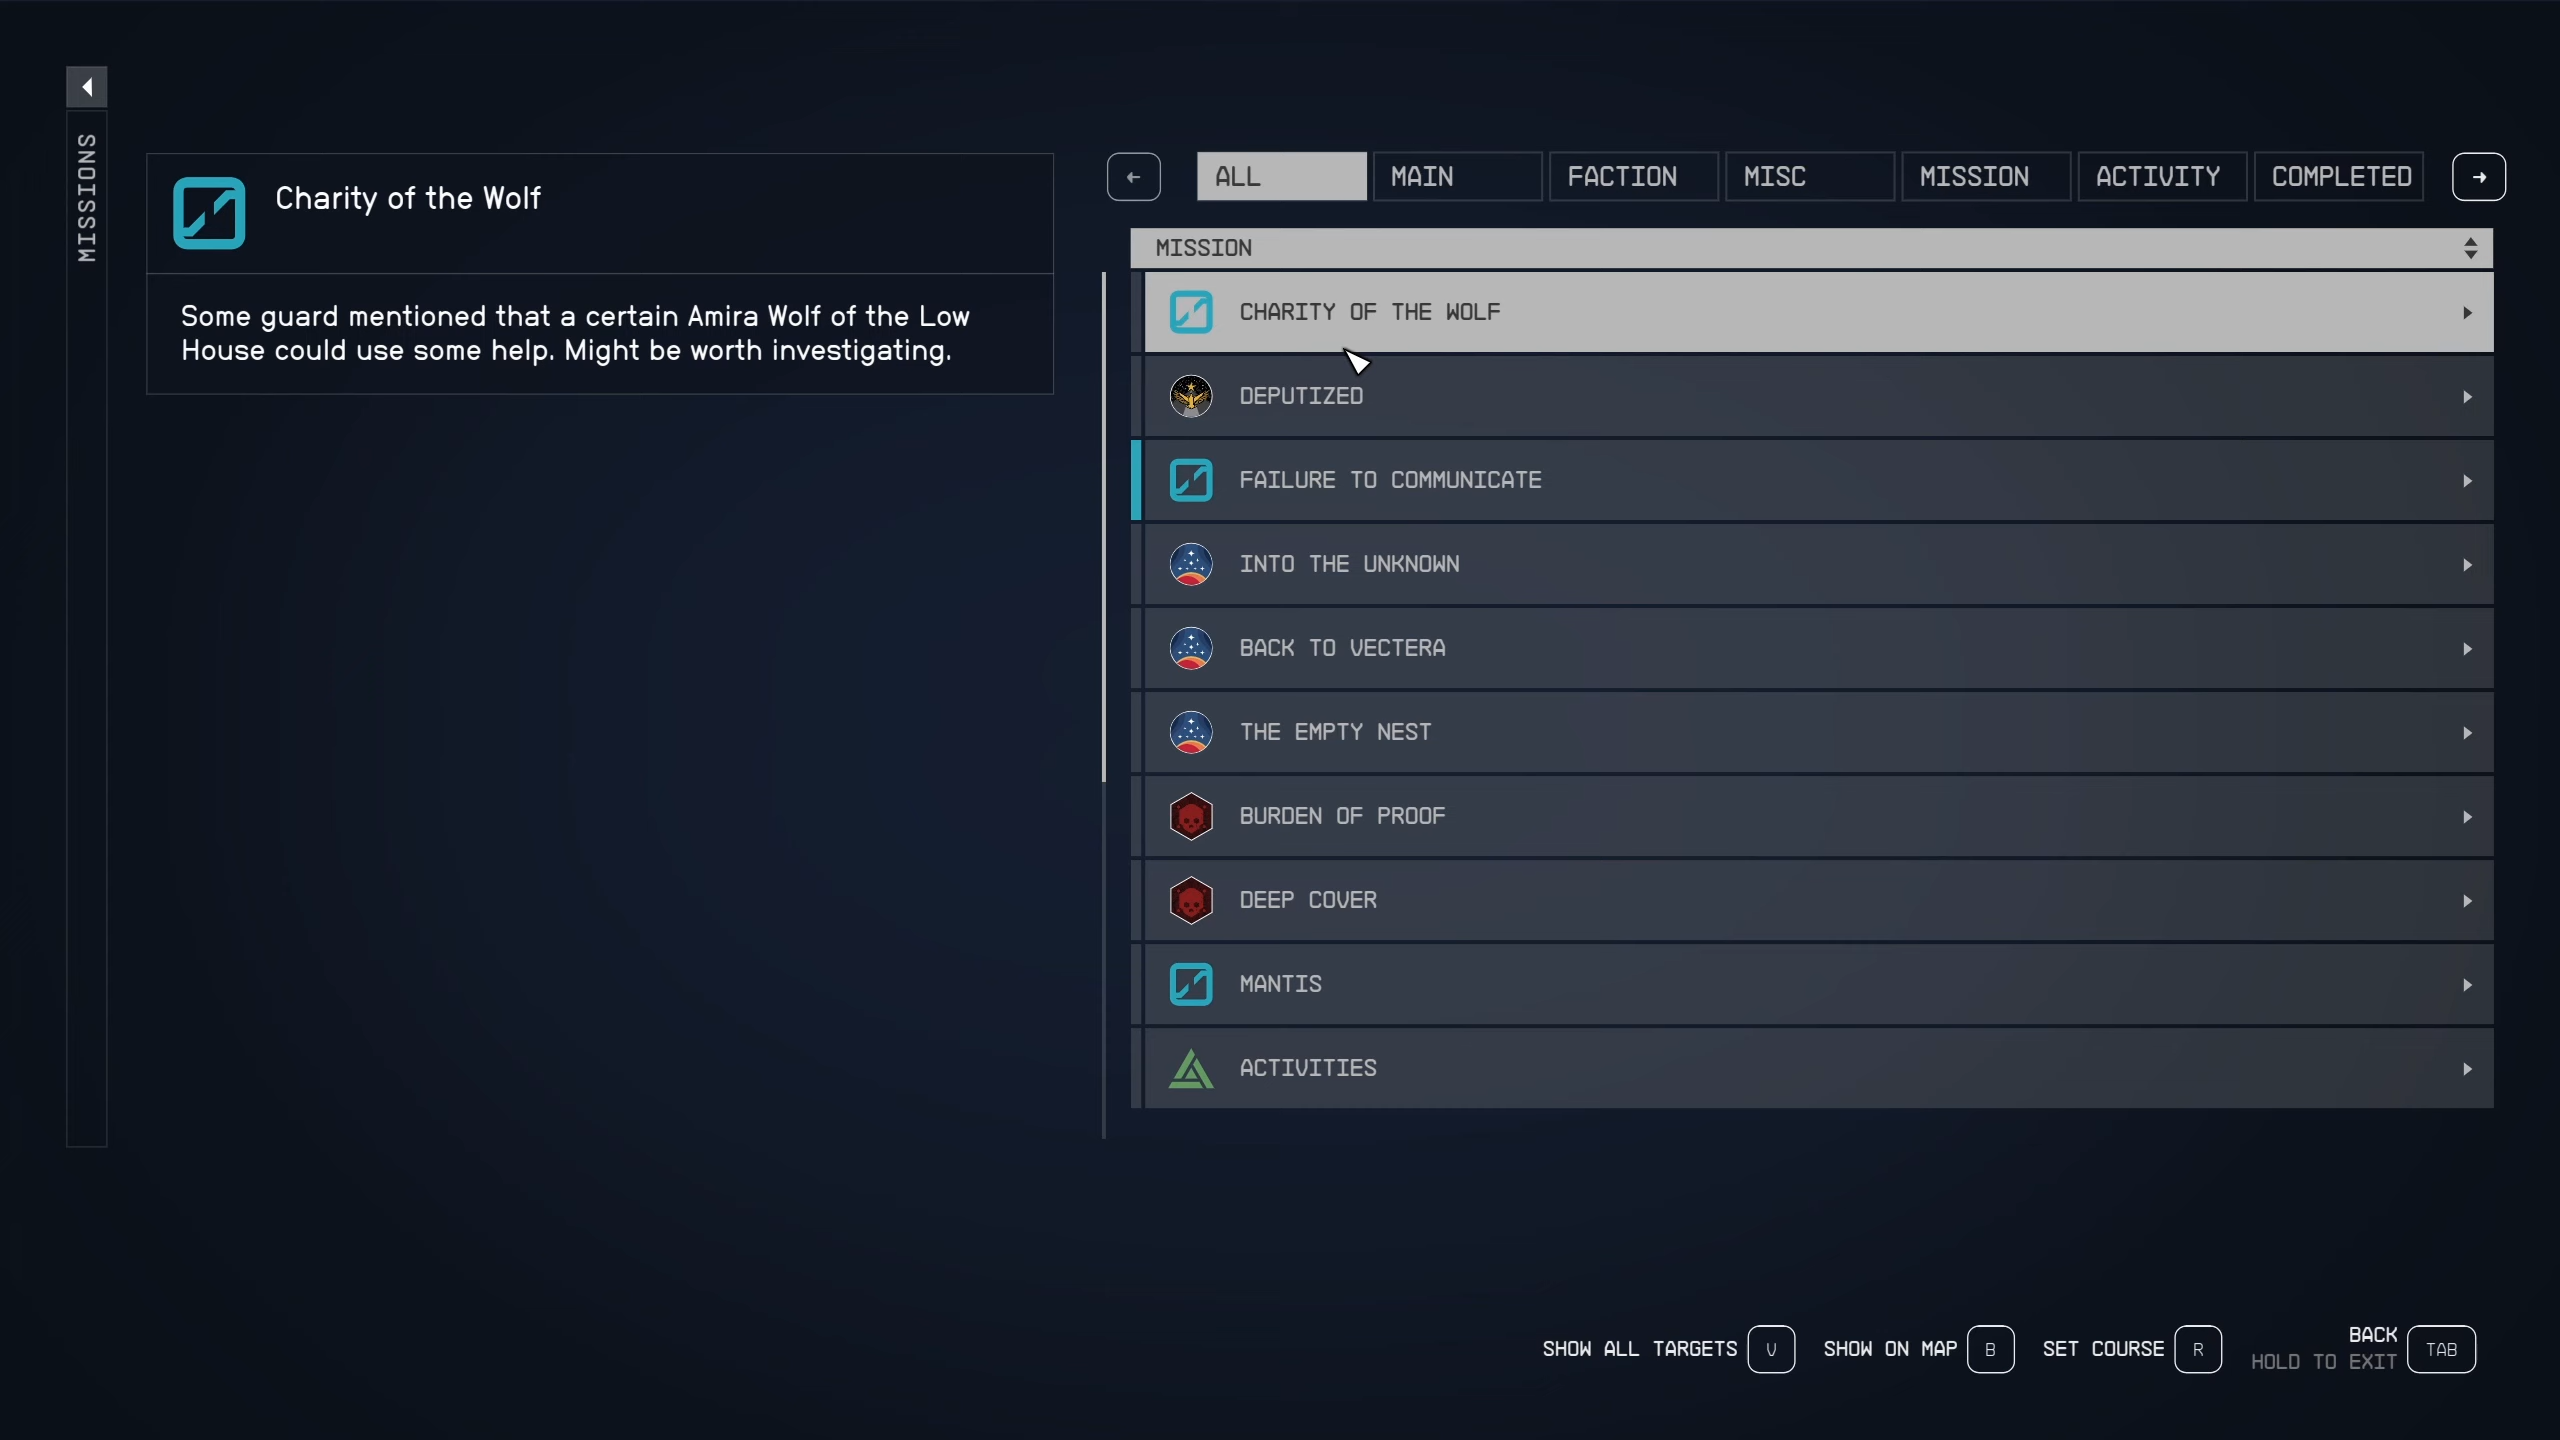 MISSIONS
Charity of the Wolf
Some guard mentioned that a certain Amira Wolf of the Low
House could use some help. Might be worth investigating.
ALL
MAIN
FACTION
MISC
MISSION
ACTIVITY
COMPLETED
MISSION
CHARITY OF THE WOLF
DEPUTIZED
FAILURE TO COMMUNICATE
INTO THE UNKNOWN
BACK TO VECTERA
THE EMPTY NEST
BURDEN OF PROOF
DEEP COVER
MANTIS
ACTIVITIES
SHOW ALL TARGETS V
SHOW ON MAP B
SET COURSE R
BACK
HOLD TO EXIT
TAB